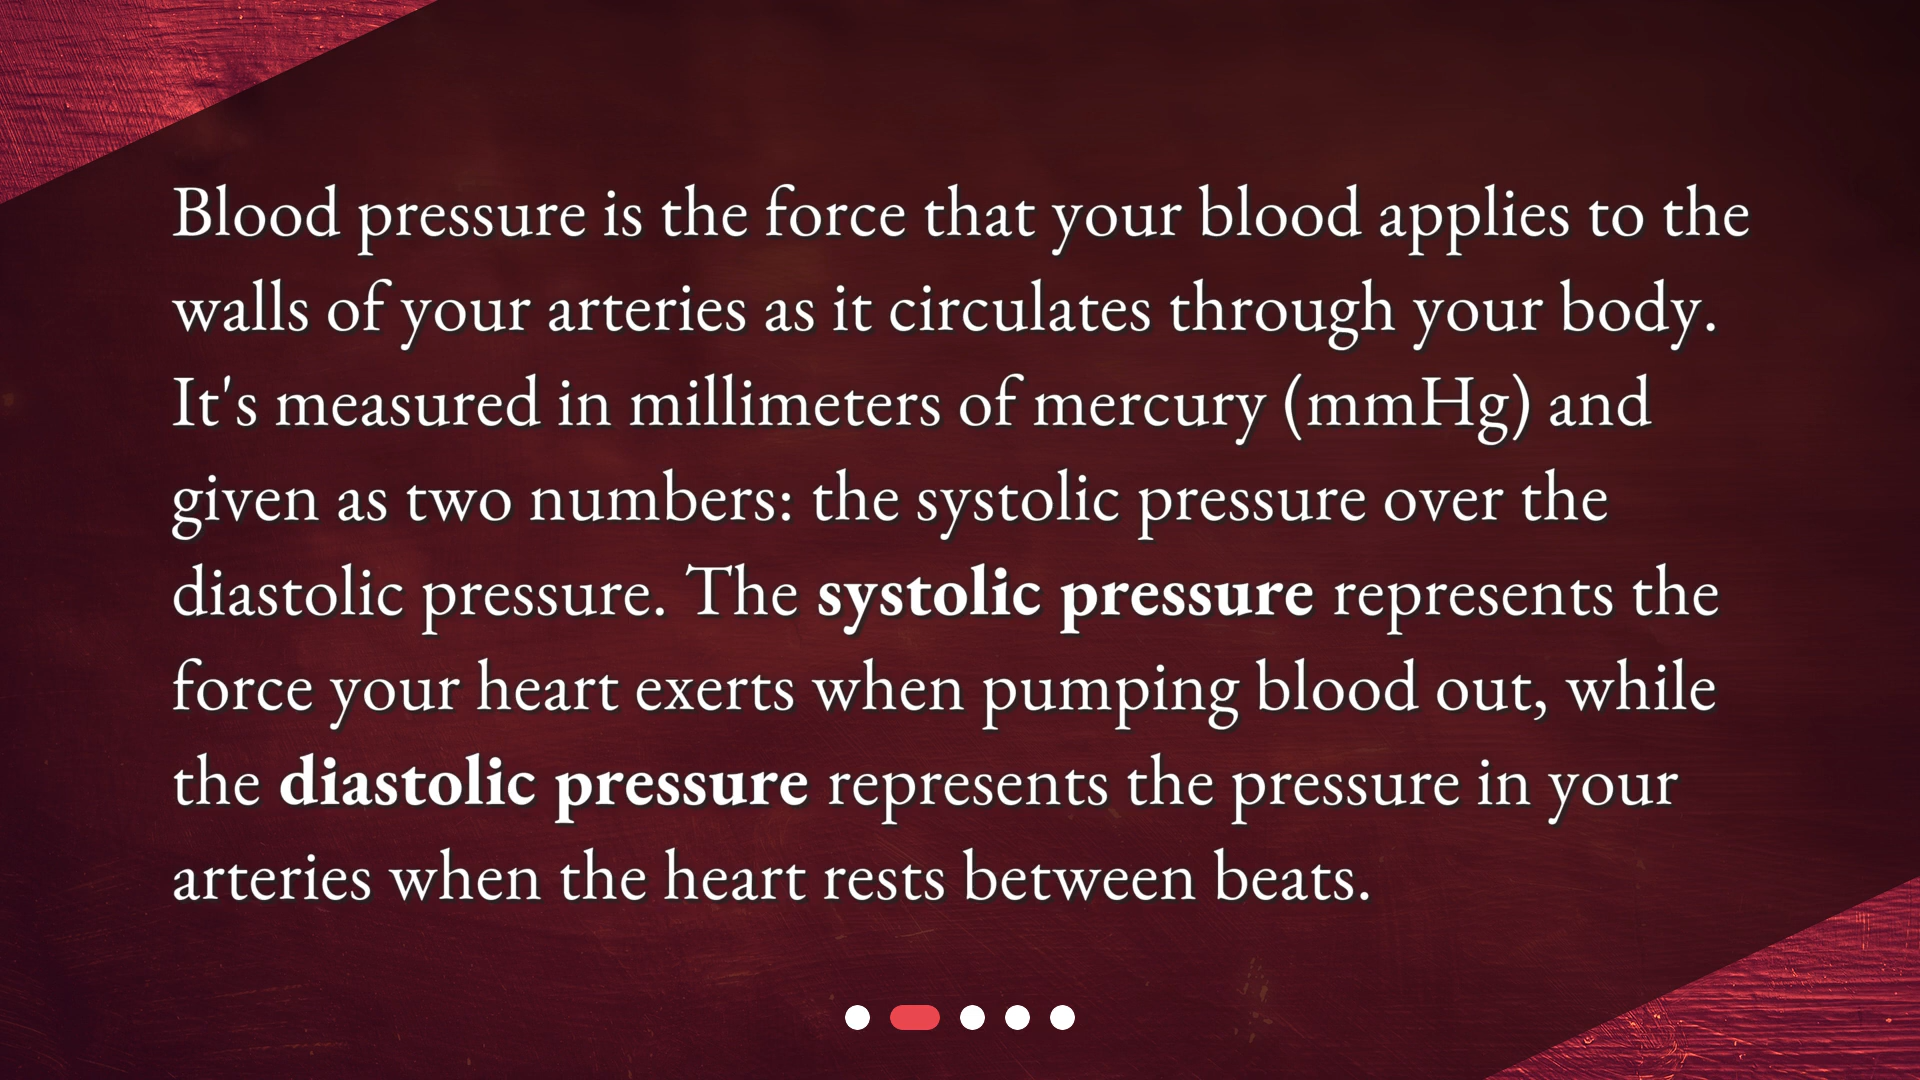 Blood pressure is the force that your blood applies to the
walls of your arteries as it circulates through your body.
It's measured in millimeters of mercury (mmHg) and
given as two numbers: the systolic pressure over the
diastolic pressure. The systolic pressure represents the
force your heart exerts when pumping blood out, while
the diastolic pressure represents the pressure in your
arteries when the heart rests between beats.